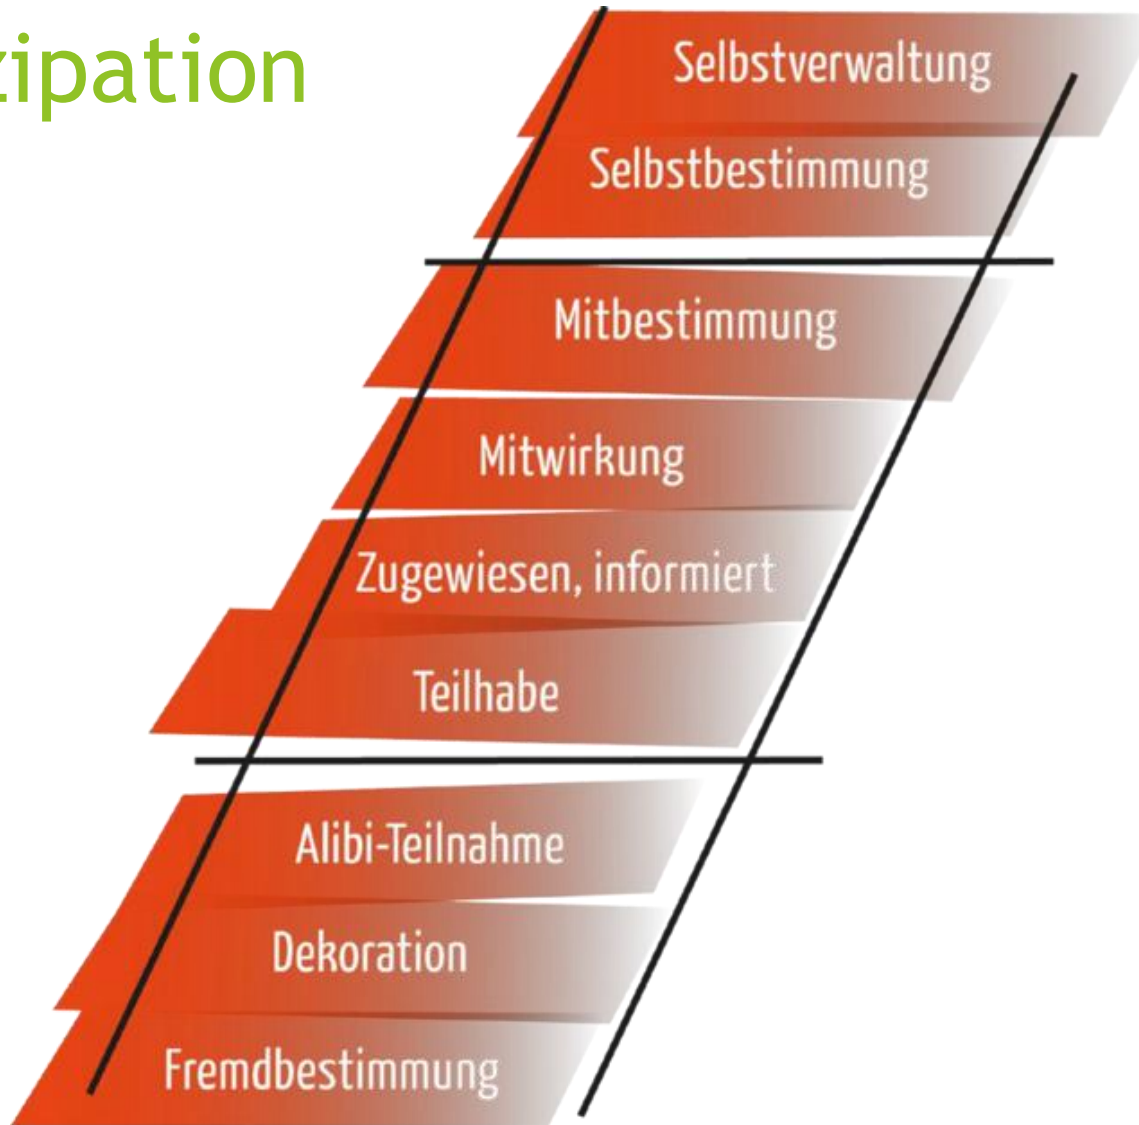 zipation
Selbstverwaltung
Selbstbestimmung
Mitbestimmung
Mitwirkung
Zugewiesen, informiert
Teilhabe
Alibi-Teilnahme
Dekoration
Fremdbestimmung